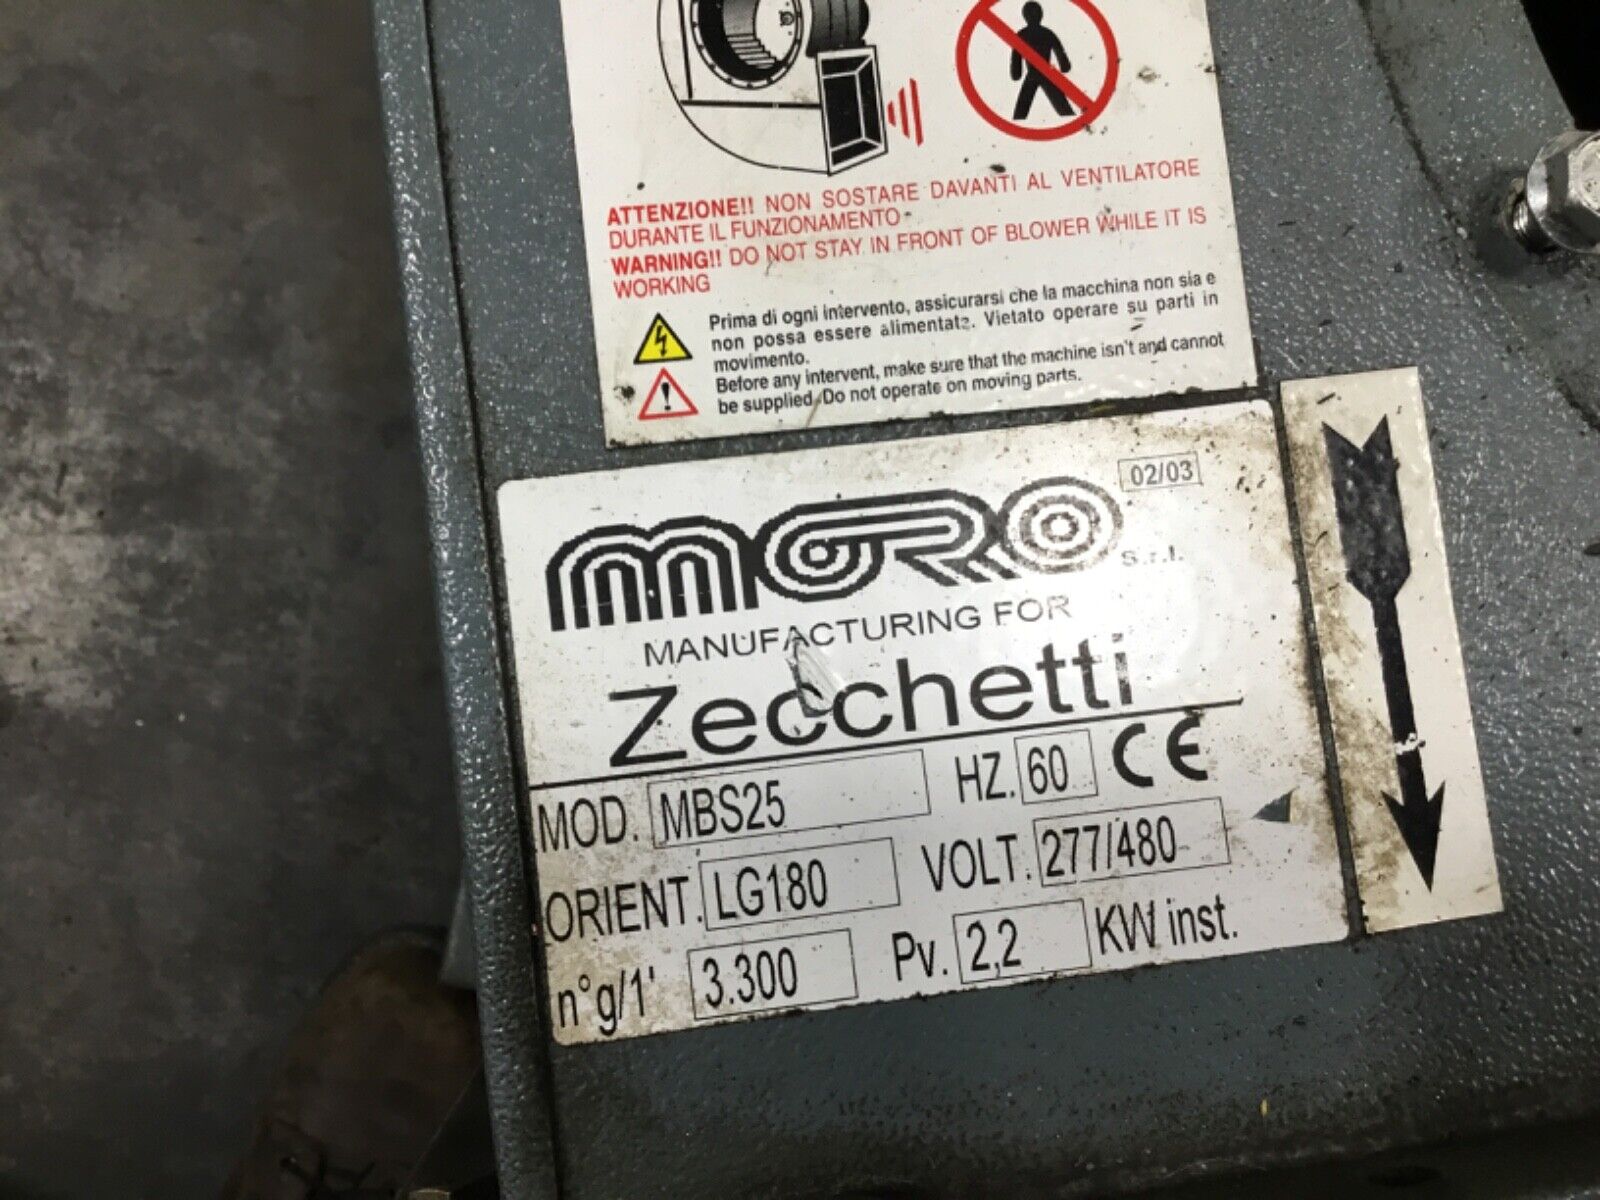 ATTENZIONE!! NON SOSTARE DAVANTI AL VENTILATORE
DURANTE IL FUNZIONAMENTO
WARNING!! DO NOT STAY IN FRONT OF BLOWER WHILE IT IS
WORKING
Prima di ogni intervento, assicurarsi che la macchina non sia e
non possa essere alimentata. Vietato operare su parti in
movimento.
Before any intervent, make sure that the machine isn't and cannot
be supplied. Do not operate on moving parts.
02/03
moro s.r.l.
MANUFACTURING FOR
Zecchetti
MOD. MBS25 HZ. 60 CE
ORIENT. LG180 VOLT. 277/480
n°g/1' 3.300 Pv. 2,2 KW inst.